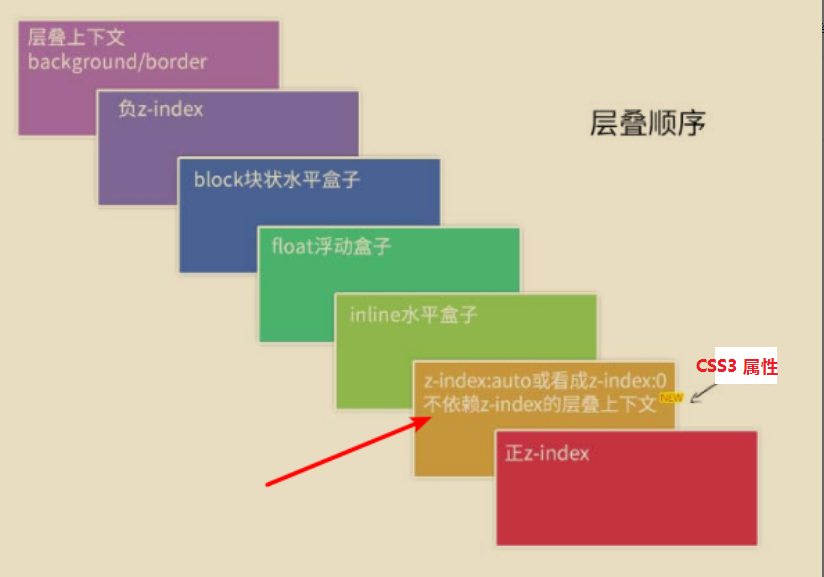 层叠上下文
background/border
负z-index
层叠顺序
block块状水平盒子
float浮动盒子
inline水平盒子
CSS3 属性
z-index:auto或看成z-index:0
不依赖z-index的层叠上下文
NEW
正z-index